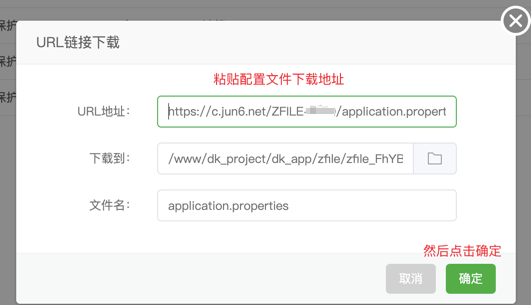 保护
URL链接下载
保护
粘贴配置文件下载地址
保护
URL地址:
https://c.jun6.net/ZFILE- /application.propert
下载到:
/www/dk_project/dk_app/zfile/zfile_FhYE
文件名:
application.properties
然后点击确定
取消 确定